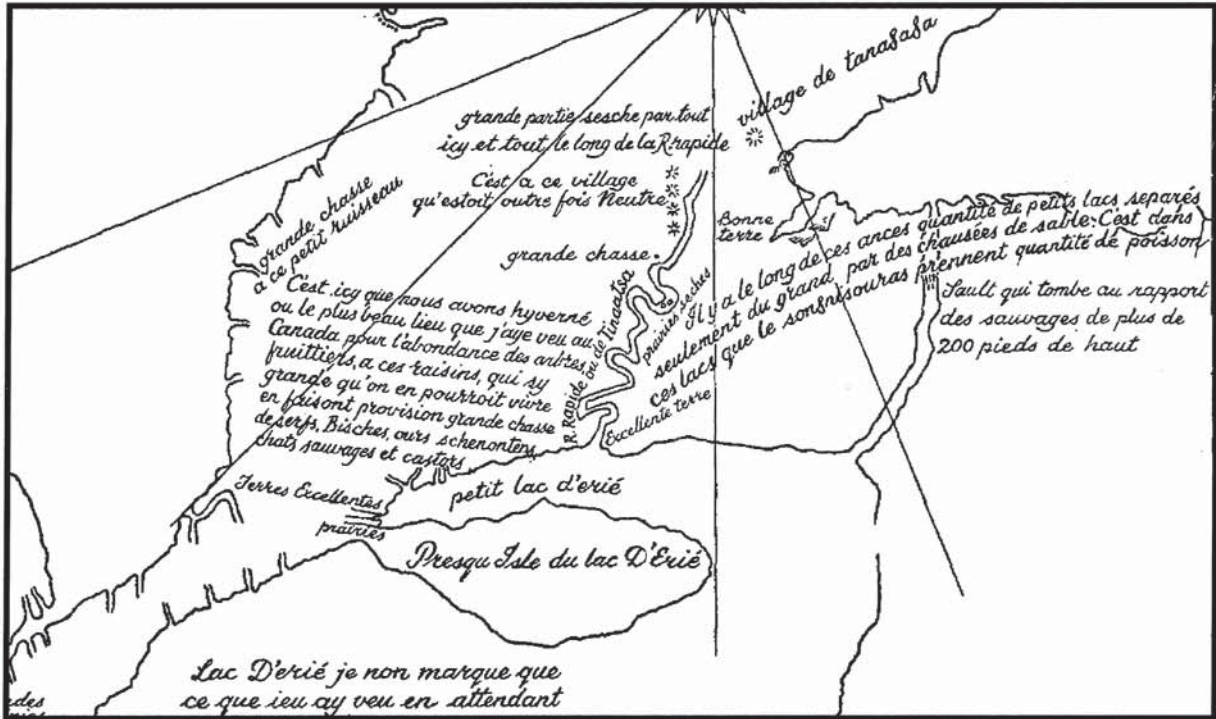 village de tana8a8a
grande partie sesche par tout
icy et tout le long de la R.rapide
C'est a ce village
qu'estoit outre fois Neutre
grande chasse
a ce petit ruisseau
Bonne
terre
grande chasse
Il y a le long de ces ances quantité de petits lacs separés
seulement du grand par des chausées de sable. C'est dans
ces lacs que le son8nisouras prennent quantité de poisson
prairies seches
R. Rapide ou de Tinaatsa
Excellente terre
Sault qui tombe au rapport
des sauvages de plus de
200 pieds de haut
C'est icy que nous avons hyverné
ou le plus beau lieu que j'aye veu au
Canada pour l'abondance des arbres
fruittiers, a ces raisins, qui sy
grande qu'on en pourroit vivre
en faisont provision grande chasse
de serfs, Bisches, ours schenontens,
chats sauvages et castors
Terres Excellentes
prairies
petit lac d'erié
Presqu Isle du lac D'Erié
Lac D'erié je non marque que
ce que ieu ay veu en attendant